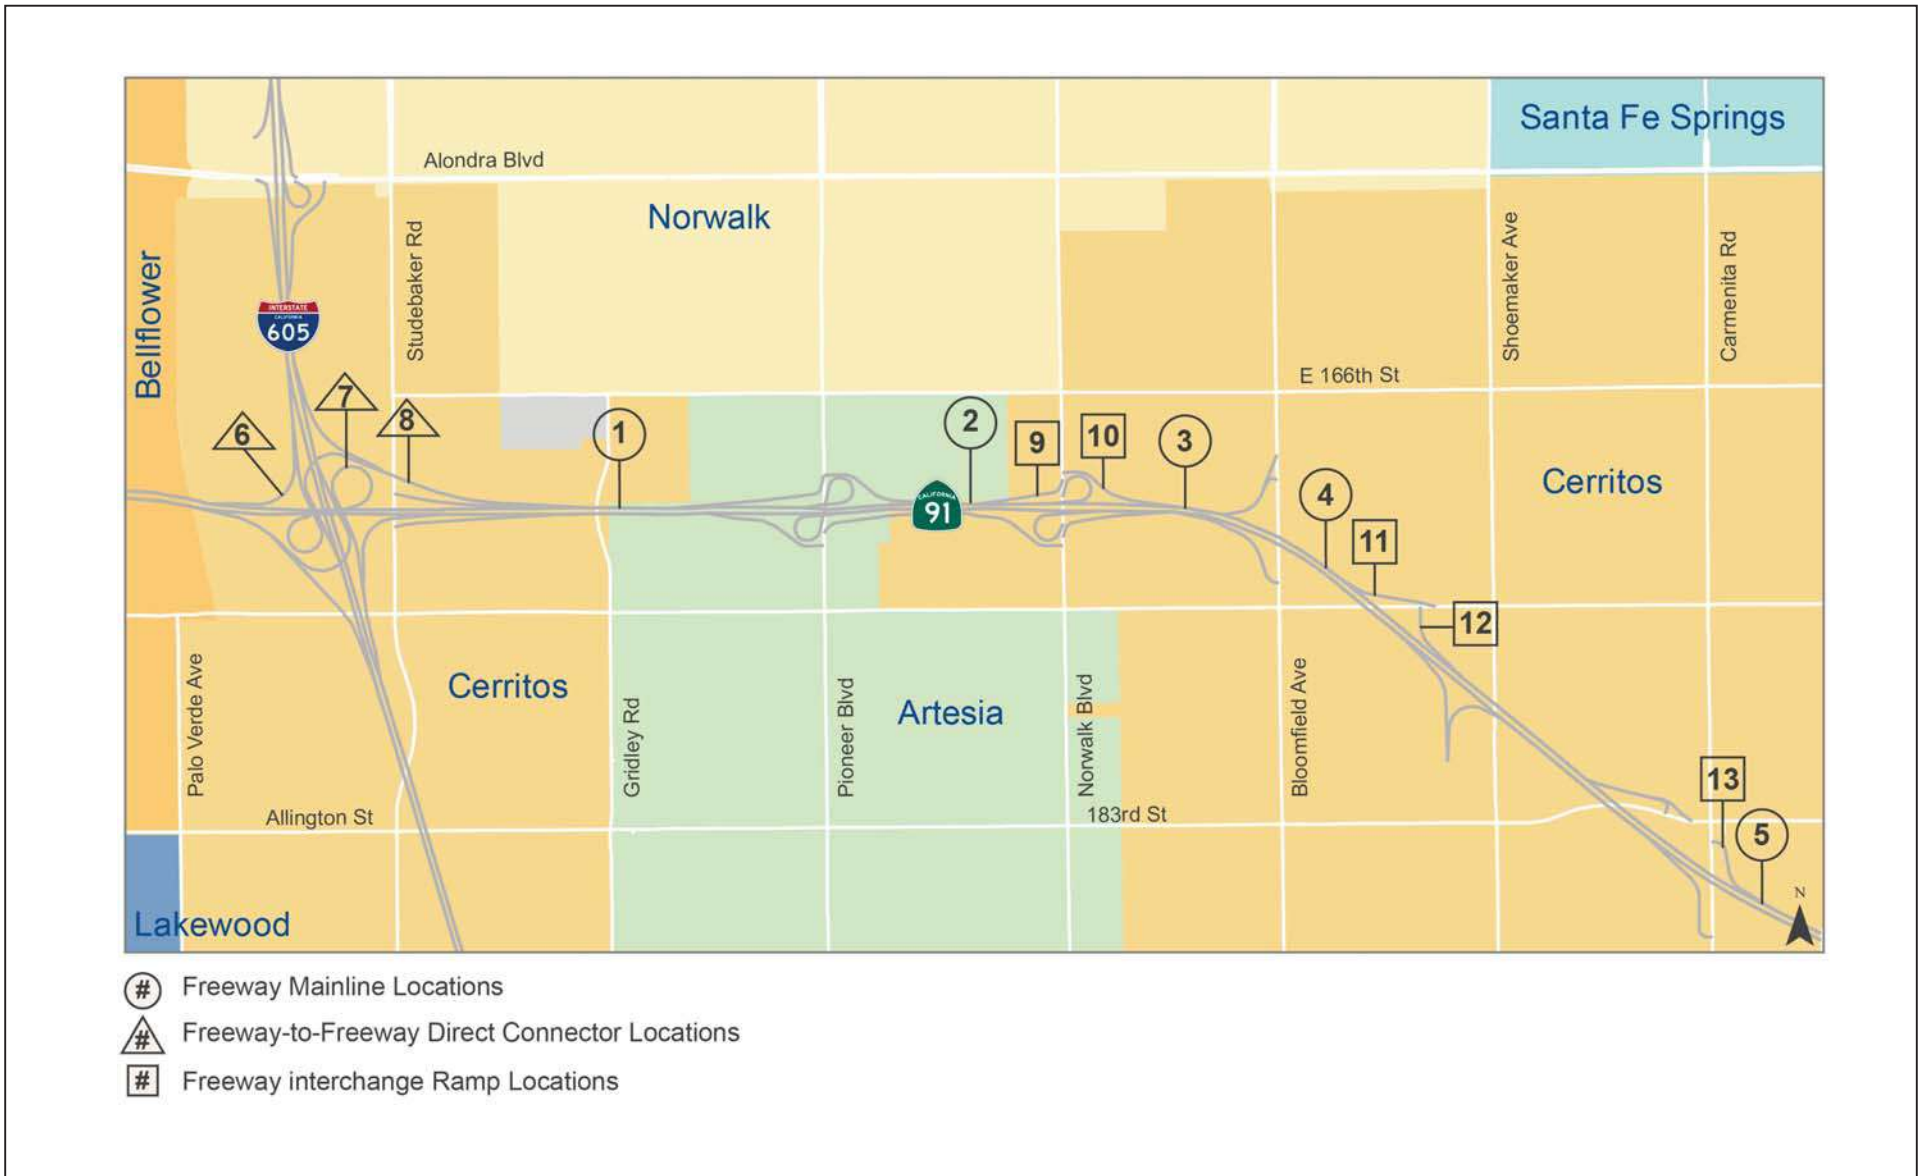 Santa Fe Springs
Alondra Blvd
Norwalk
Bellflower
Studebaker Rd
Shoemaker Ave
Carmenita Rd
INTERSTATE
CALIFORNIA
605
E 166th St
6
7
8
1
2
9
10
3
4
11
Cerritos
CALIFORNIA
91
12
Cerritos
Artesia
Palo Verde Ave
Gridley Rd
Pioneer Blvd
Norwalk Blvd
Bloomfield Ave
13
5
Allington St
183rd St
Lakewood
N
# Freeway Mainline Locations
# Freeway-to-Freeway Direct Connector Locations
# Freeway interchange Ramp Locations